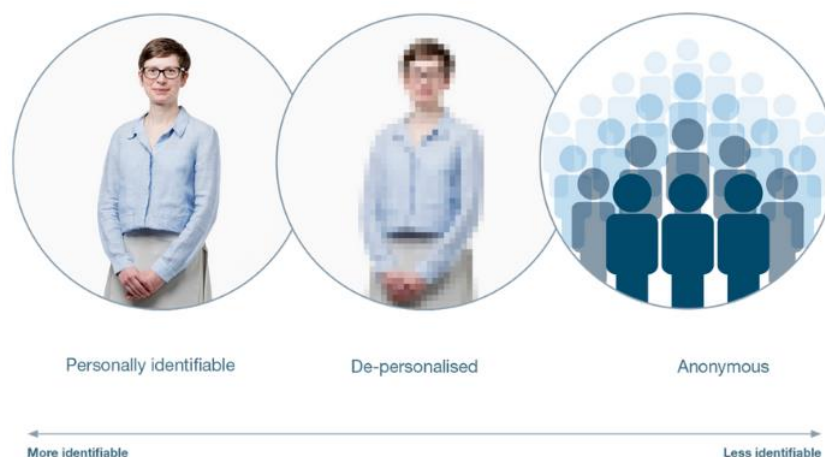 Personally identifiable
De-personalised
Anonymous
More identifiable
Less identifiable